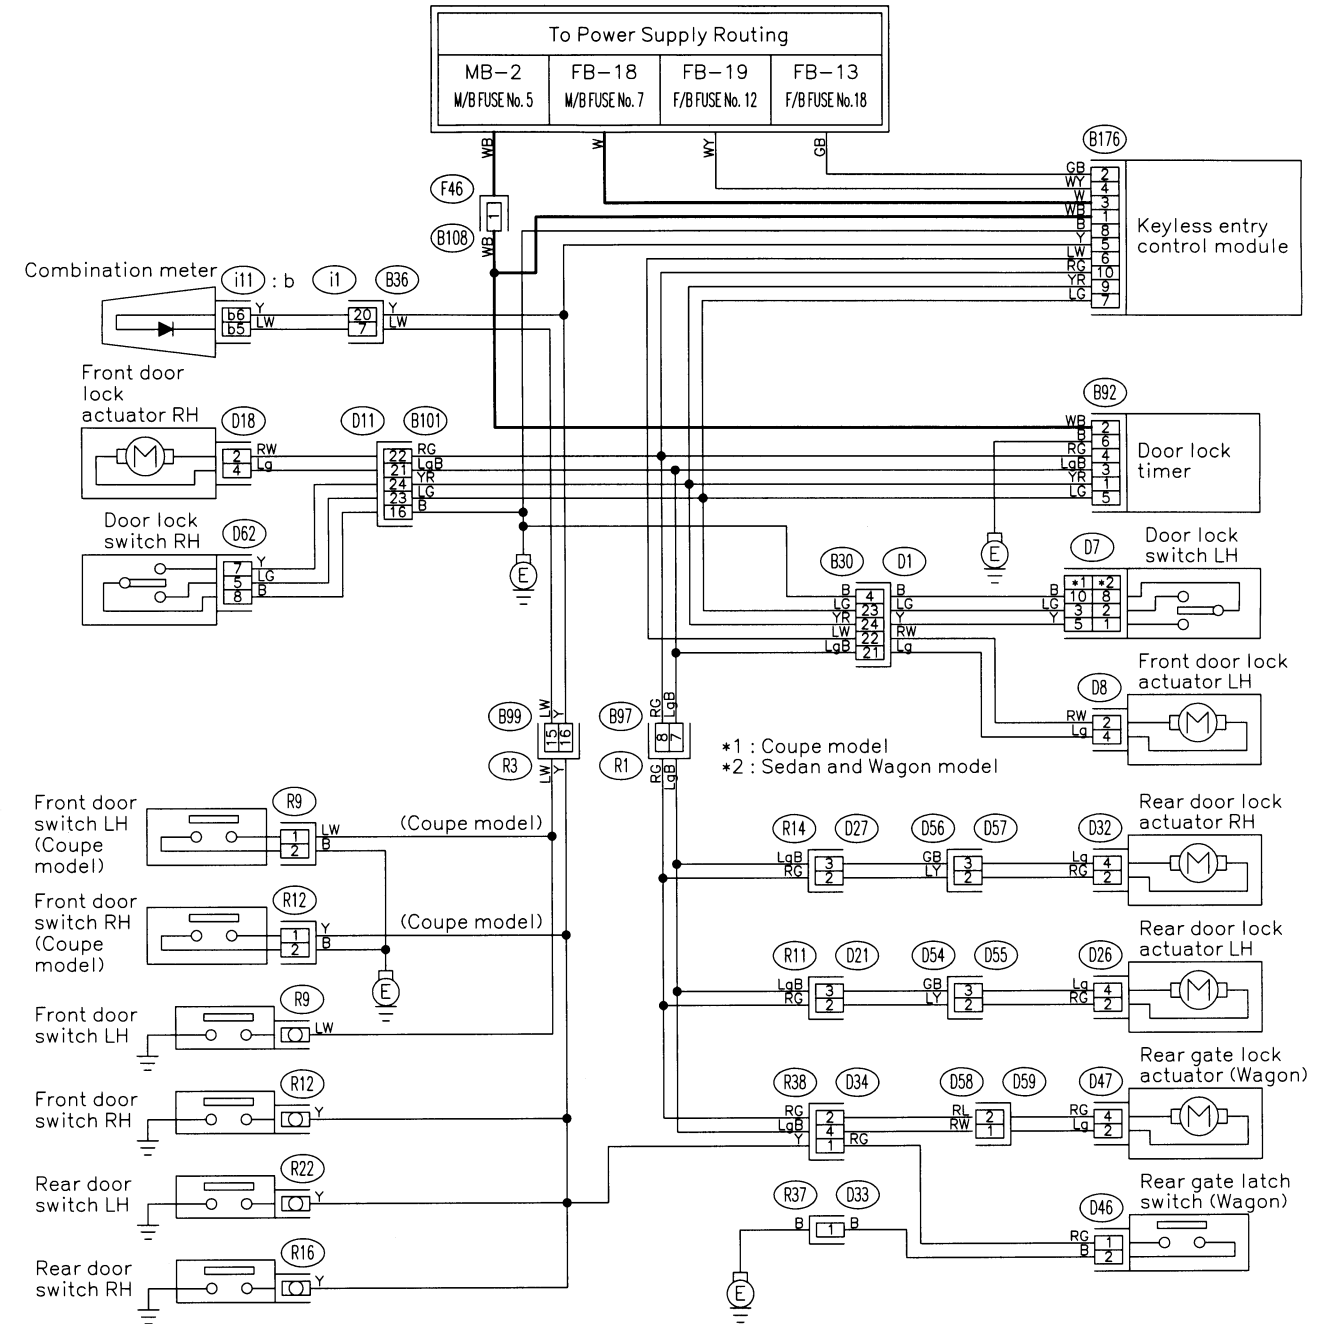 To Power Supply Routing
MB-2 FB-18 FB-19 FB-13
M/B FUSE No. 5 M/B FUSE No. 7 F/B FUSE No. 12 F/B FUSE No. 18
WB W WY GB
B176
GB 2
WY 4
W 3
WB 1
B 8
Y 5
LW 6
RG 10
YR 9
LG 7
Keyless entry
control module
F46
1
B108
WB
Combination meter
i11 : b i1 B36
b6 Y 20 Y
b5 LW 7 LW
Front door
lock
actuator RH
D18 D11 B101
2 RW 22 RG
4 Lg 21 LgB
24 YR
23 LG
16 B
B92
WB 2
B 6
RG 4
LgB 3
YR 1
LG 5
Door lock
timer
Door lock
switch RH
D62
7 Y
5 LG
8 B
E
E
B30 D1
B 4 B
LG 23 LG
YR 24 Y
LW 22 RW
LgB 21 Lg
D7
Door lock
switch LH
*1 *2
B 10 8
LG 3 2
Y 5 1
Front door lock
actuator LH
D8
RW 2
Lg 4
LW Y
B99
15 16
R3
LW Y
RG LgB
B97
8 7
R1
RG LgB
*1 : Coupe model
*2 : Sedan and Wagon model
Front door
switch LH
(Coupe
model)
R9
1 LW
2 B
(Coupe model)
Front door
switch RH
(Coupe
model)
R12
1 Y
2 B
(Coupe model)
E
Front door
switch LH
R9
LW
Front door
switch RH
R12
Y
Rear door
switch LH
R22
Y
Rear door
switch RH
R16
Y
Rear door lock
actuator RH
R14 D27 D56 D57 D32
LgB 3 GB 3 Lg 4
RG 2 LY 2 RG 2
M
Rear door lock
actuator LH
R11 D21 D54 D55 D26
LgB 3 GB 3 Lg 4
RG 2 LY 2 RG 2
M
Rear gate lock
actuator (Wagon)
R38 D34 D58 D59 D47
RG 2 RL 2 RG 4
LgB 4 RW 1 Lg 2
Y 1 RG
M
Rear gate latch
switch (Wagon)
R37 D33 D46
B 1 B
RG 1
B 2
E
M
M